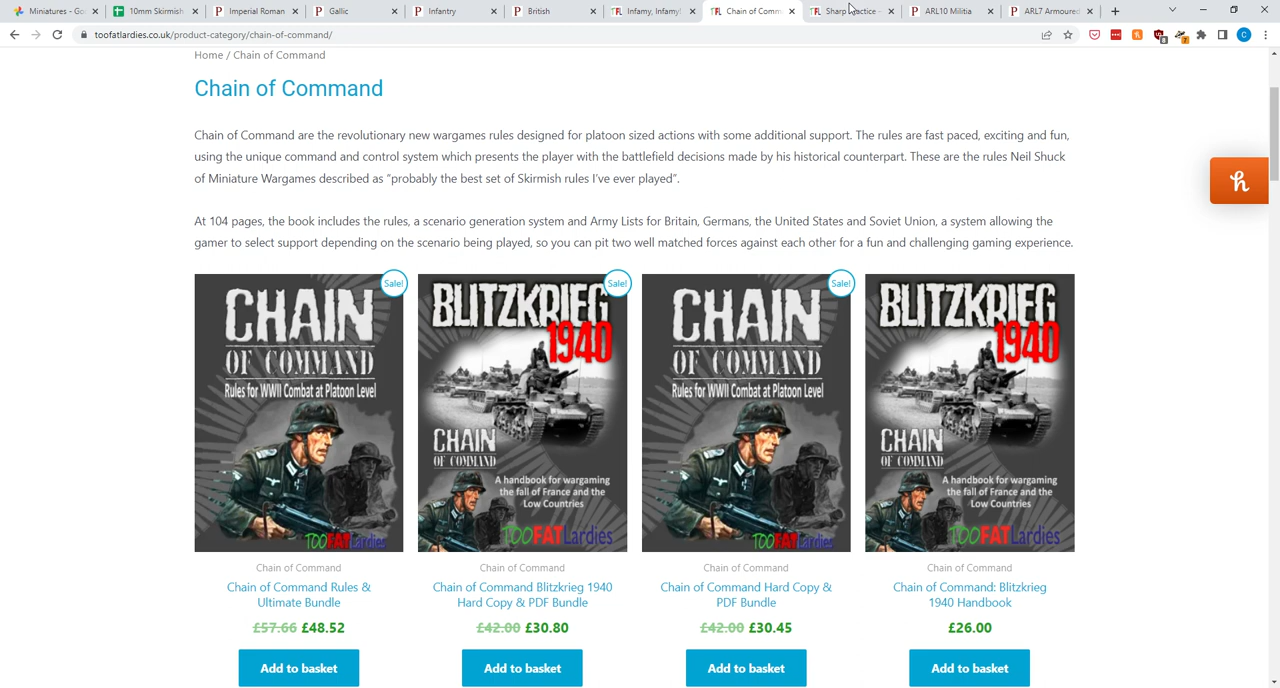 Miniatures - Go
10mm Skirmish
Imperial Roman
Gallic
Infantry
British
Infamy, Infamy!
Chain of Comm
Sharp Practice -
ARL10 Militia
ARL7 Armoured
toofatlardies.co.uk/product-category/chain-of-command/
Home / Chain of Command
Chain of Command
Chain of Command are the revolutionary new wargames rules designed for platoon sized actions with some additional support. The rules are fast paced, exciting and fun,
using the unique command and control system which presents the player with the battlefield decisions made by his historical counterpart. These are the rules Neil Shuck
of Miniature Wargames described as “probably the best set of Skirmish rules I’ve ever played”.
At 104 pages, the book includes the rules, a scenario generation system and Army Lists for Britain, Germans, the United States and Soviet Union, a system allowing the
gamer to select support depending on the scenario being played, so you can pit two well matched forces against each other for a fun and challenging gaming experience.
Sale!
CHAIN
OF COMMAND
Rules for WWII Combat at Platoon Level
TOOFATLardies
Sale!
BLITZKRIEG
1940
CHAIN
OF COMMAND
A handbook for wargaming
the fall of France and the
Low Countries
TOOFATLardies
Sale!
CHAIN
OF COMMAND
Rules for WWII Combat at Platoon Level
TOOFATLardies
BLITZKRIEG
1940
CHAIN
OF COMMAND
A handbook for wargaming
the fall of France and the
Low Countries
TOOFATLardies
Chain of Command
Chain of Command Rules &
Ultimate Bundle
£57.66 £48.52
Add to basket
Chain of Command
Chain of Command Blitzkrieg 1940
Hard Copy & PDF Bundle
£42.00 £30.80
Add to basket
Chain of Command
Chain of Command Hard Copy &
PDF Bundle
£42.00 £30.45
Add to basket
Chain of Command
Chain of Command: Blitzkrieg
1940 Handbook
£26.00
Add to basket